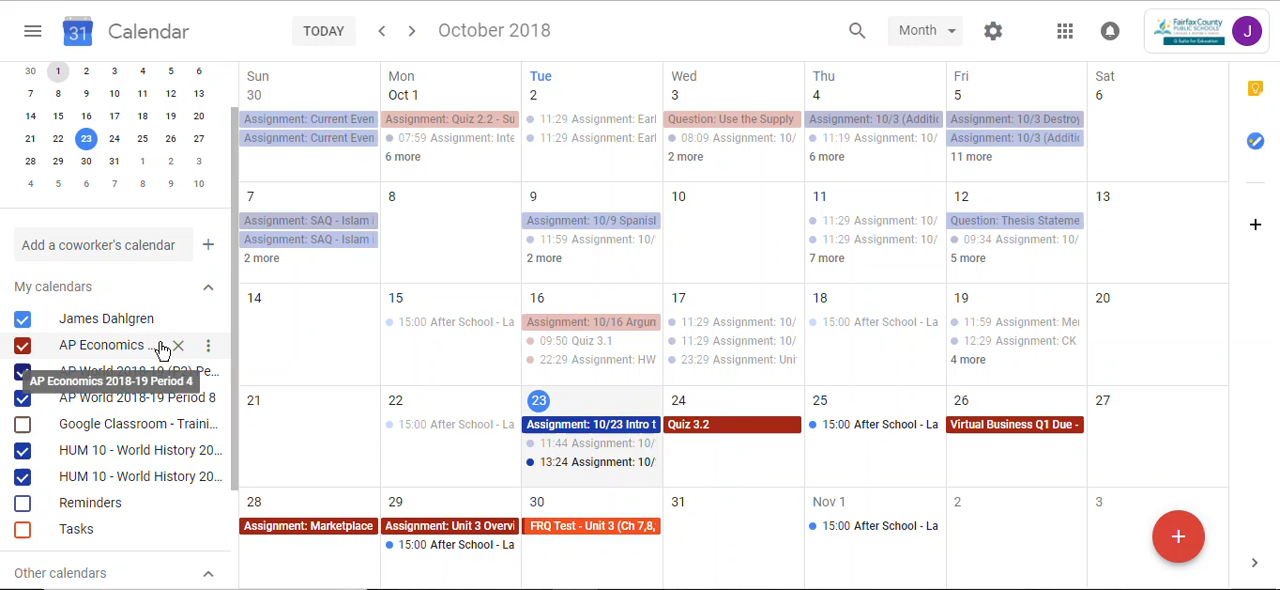 31 Calendar TODAY October 2018 Month Fairfax County PUBLIC SCHOOLS J
30 1 2 3 4 5 6
7 8 9 10 11 12 13
14 15 16 17 18 19 20
21 22 23 24 25 26 27
28 29 30 31 1 2 3
4 5 6 7 8 9 10
Add a coworker's calendar +
My calendars
James Dahlgren
AP Economics ...
AP Economics 2018-19 Period 4
AP World 2018-19 Period 8
Google Classroom - Traini...
HUM 10 - World History 20...
HUM 10 - World History 20...
Reminders
Tasks
Other calendars
Sun Mon Tue Wed Thu Fri Sat
30 Oct 1 2 3 4 5 6
Assignment: Current Even Assignment: Quiz 2.2 - Su 11:29 Assignment: Earl Question: Use the Supply Assignment: 10/3 (Additic Assignment: 10/3 Destroy
Assignment: Current Even 07:59 Assignment: Inte 11:29 Assignment: Earl 08:09 Assignment: 10/ 11:19 Assignment: 10/ Assignment: 10/3 (Additic
6 more 2 more 6 more 11 more
7 8 9 10 11 12 13
Assignment: SAQ - Islam Assignment: 10/9 Spanisl 11:29 Assignment: 10/ Question: Thesis Stateme
Assignment: SAQ - Islam 11:59 Assignment: 10/ 11:29 Assignment: 10/ 09:34 Assignment: 10/
2 more 2 more 7 more 5 more
14 15 16 17 18 19 20
15:00 After School - La Assignment: 10/16 Argun 11:29 Assignment: 10/ 15:00 After School - La 11:59 Assignment: Mer
09:50 Quiz 3.1 11:29 Assignment: 10/ 12:29 Assignment: CK
22:29 Assignment: HW 23:29 Assignment: Uni 4 more
21 22 23 24 25 26 27
15:00 After School - La Assignment: 10/23 Intro t Quiz 3.2 15:00 After School - La Virtual Business Q1 Due -
11:44 Assignment: 10/
13:24 Assignment: 10/
28 29 30 31 Nov 1 2 3
Assignment: Marketplace Assignment: Unit 3 Overvi FRQ Test - Unit 3 (Ch 7,8, 15:00 After School - La
15:00 After School - La
+